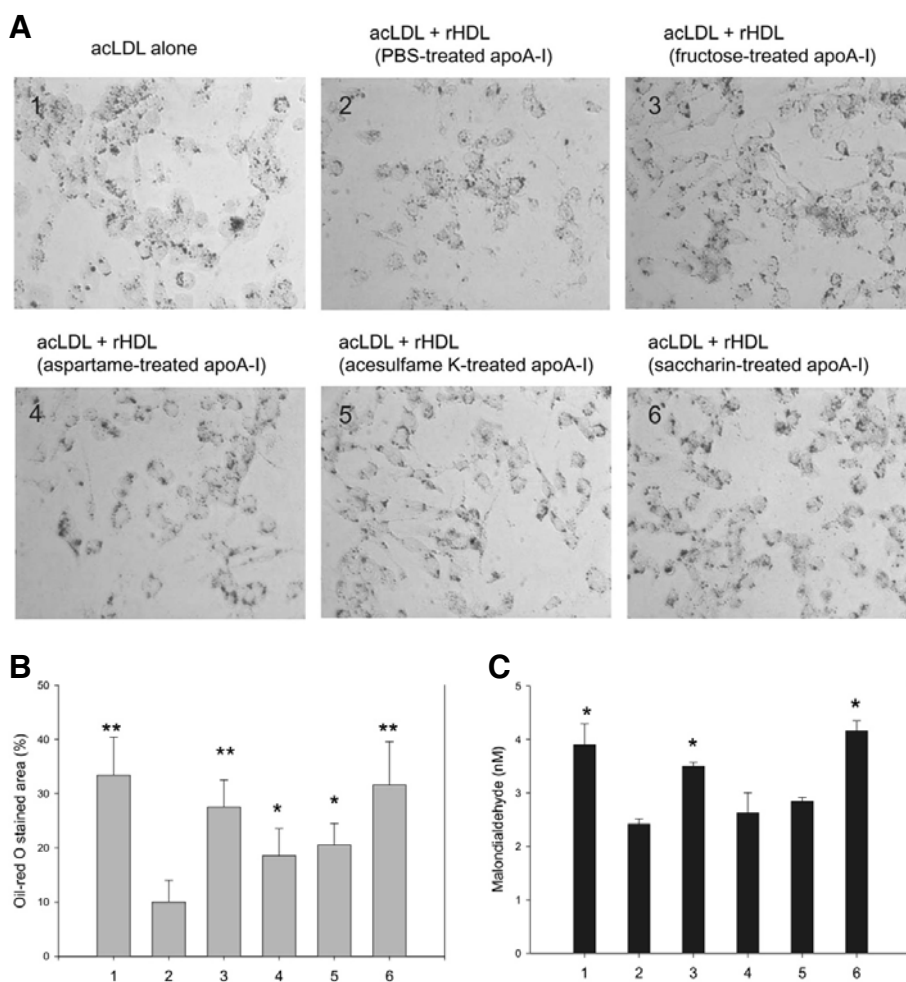 A
acLDL alone
acLDL + rHDL
(PBS-treated apoA-I)
acLDL + rHDL
(fructose-treated apoA-I)
1
2
3
acLDL + rHDL
(aspartame-treated apoA-I)
acLDL + rHDL
(acesulfame K-treated apoA-I)
acLDL + rHDL
(saccharin-treated apoA-I)
4
5
6
B
Oil-red O stained area (%)
50
40
30
20
10
0
**
**
*
*
**
1 2 3 4 5 6
C
Malondialdehyde (nM)
5
4
3
2
1
0
*
*
*
1 2 3 4 5 6